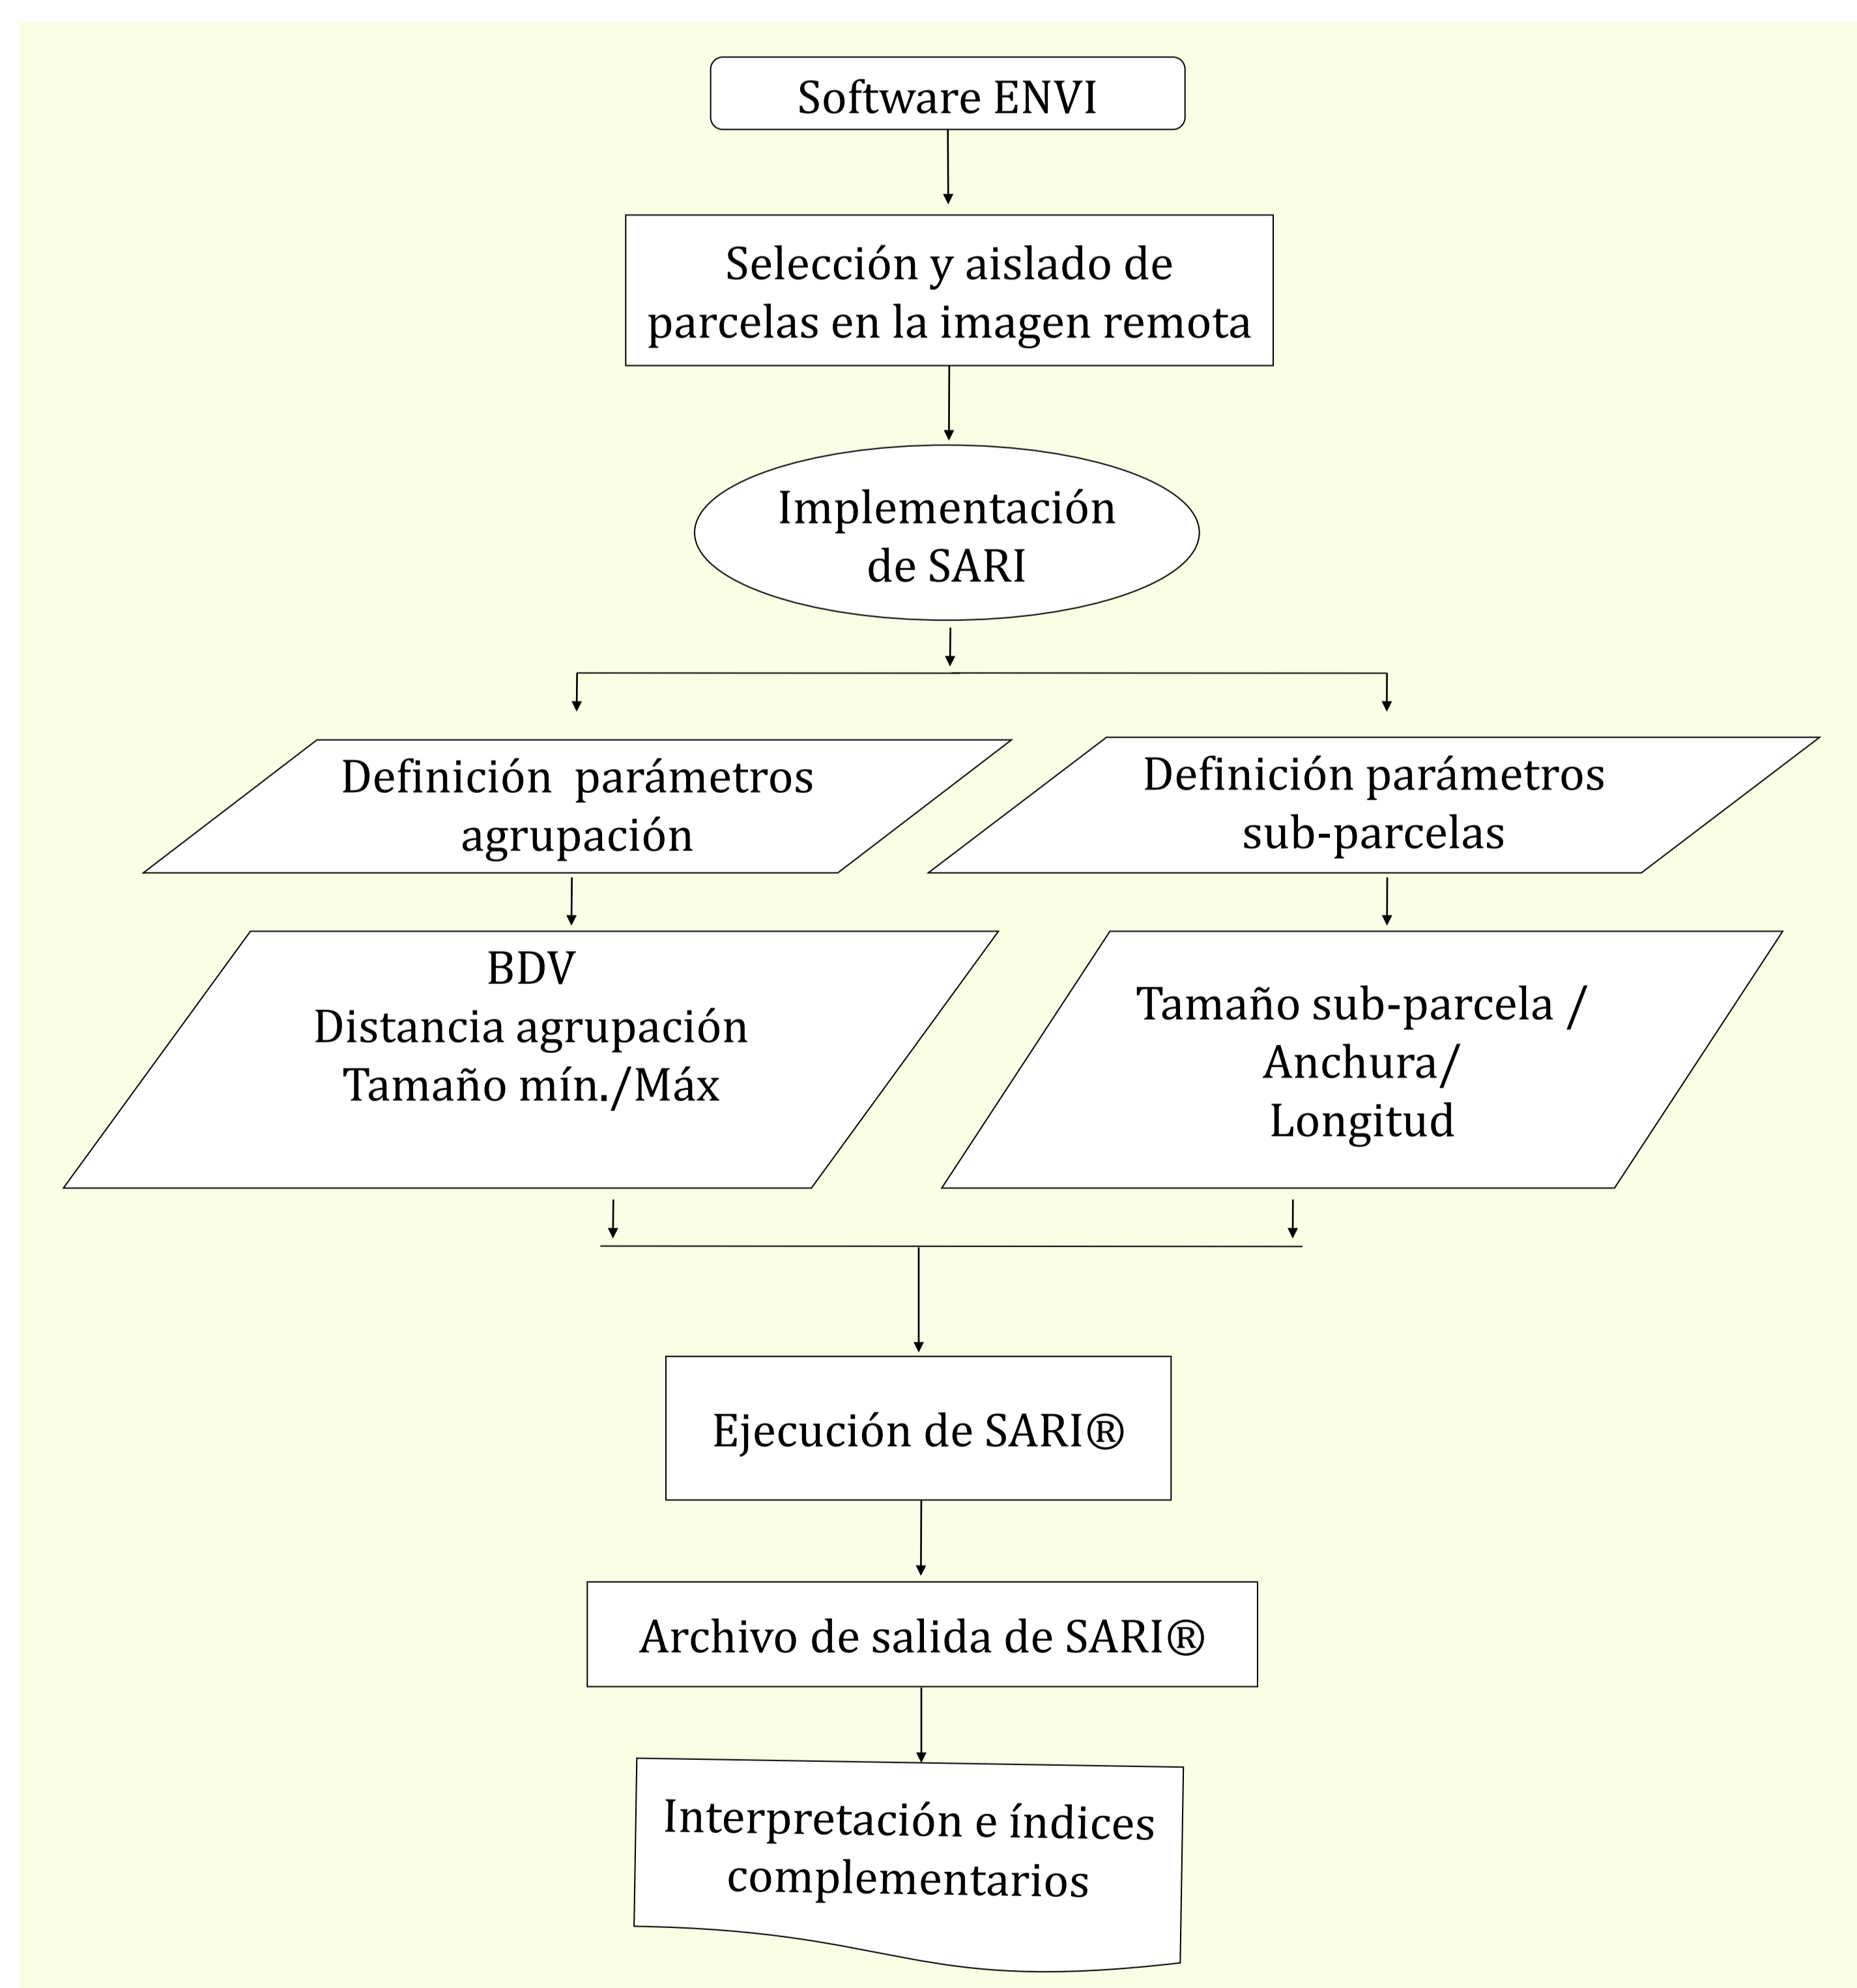 Software ENVI
Selección y aislado de
parcelas en la imagen remota
Implementación
de SARI
Definición parámetros
agrupación
Definición parámetros
sub-parcelas
BDV
Distancia agrupación
Tamaño mín./Máx
Tamaño sub-parcela /
Anchura/
Longitud
Ejecución de SARI®
Archivo de salida de SARI®
Interpretación e índices
complementarios